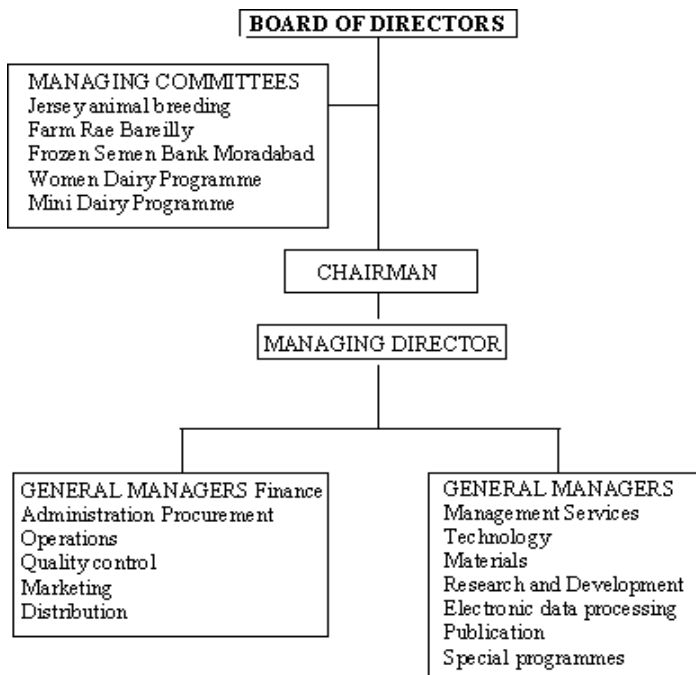 BOARD OF DIRECTORS
MANAGING COMMITTEES
Jersey animal breeding
Farm Rae Bareilly
Frozen Semen Bank Moradabad
Women Dairy Programme
Mini Dairy Programme
CHAIRMAN
MANAGING DIRECTOR
GENERAL MANAGERS Finance
Administration Procurement
Operations
Quality control
Marketing
Distribution
GENERAL MANAGERS
Management Services
Technology
Materials
Research and Development
Electronic data processing
Publication
Special programmes